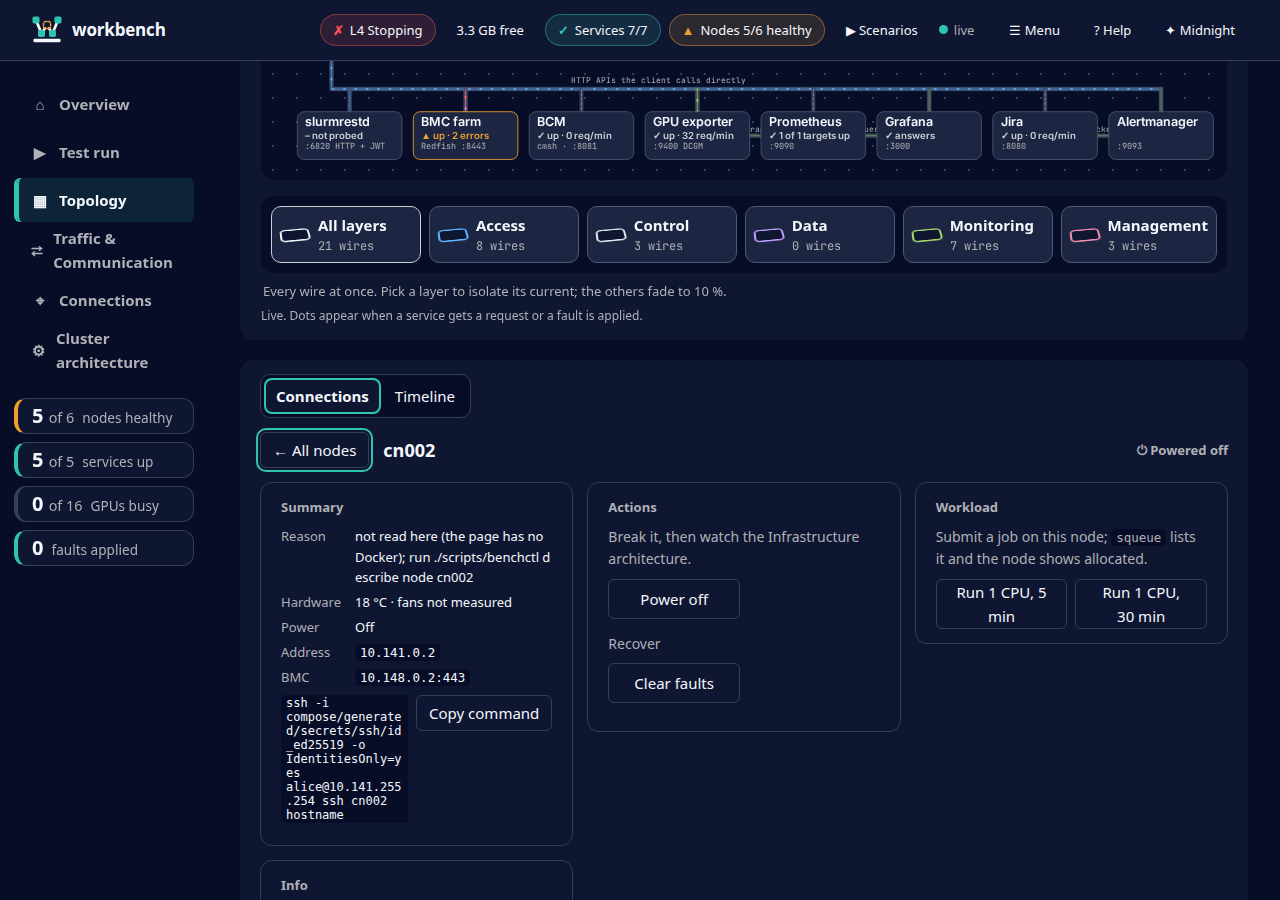 workbench
✗ L4 Stopping
3.3 GB free
✓ Services 7/7
▲ Nodes 5/6 healthy
▶ Scenarios
live
☰ Menu
? Help
✦ Midnight
Overview
Test run
Topology
Traffic &
Communication
Connections
Cluster
architecture
5 of 6 nodes healthy
5 of 5 services up
0 of 16 GPUs busy
0 faults applied
HTTP APIs the client calls directly
slurmrestd
– not probed
:6820 HTTP + JWT
BMC farm
▲ up · 2 errors
Redfish :8443
BCM
✓ up · 0 req/min
cmsh · :8081
GPU exporter
✓ up · 32 req/min
:9400 DCGM
Prometheus
✓ 1 of 1 targets up
:9090
Grafana
✓ answers
:3000
Jira
✓ up · 0 req/min
:8080
Alertmanager
:9093
All layers
21 wires
Access
8 wires
Control
3 wires
Data
0 wires
Monitoring
7 wires
Management
3 wires
Every wire at once. Pick a layer to isolate its current; the others fade to 10 %.
Live. Dots appear when a service gets a request or a fault is applied.
Connections
Timeline
← All nodes
cn002
⏻ Powered off
Summary
Reason
not read here (the page has no
Docker); run ./scripts/benchctl d
escribe node cn002
Hardware
18 °C · fans not measured
Power
Off
Address
10.141.0.2
BMC
10.148.0.2:443
ssh -i
compose/generate
d/secrets/ssh/id
_ed25519 -o
IdentitiesOnly=y
es
alice@10.141.255
.254 ssh cn002
hostname
Copy command
Actions
Break it, then watch the Infrastructure
architecture.
Power off
Recover
Clear faults
Workload
Submit a job on this node; squeue lists
it and the node shows allocated.
Run 1 CPU, 5
min
Run 1 CPU,
30 min
Info